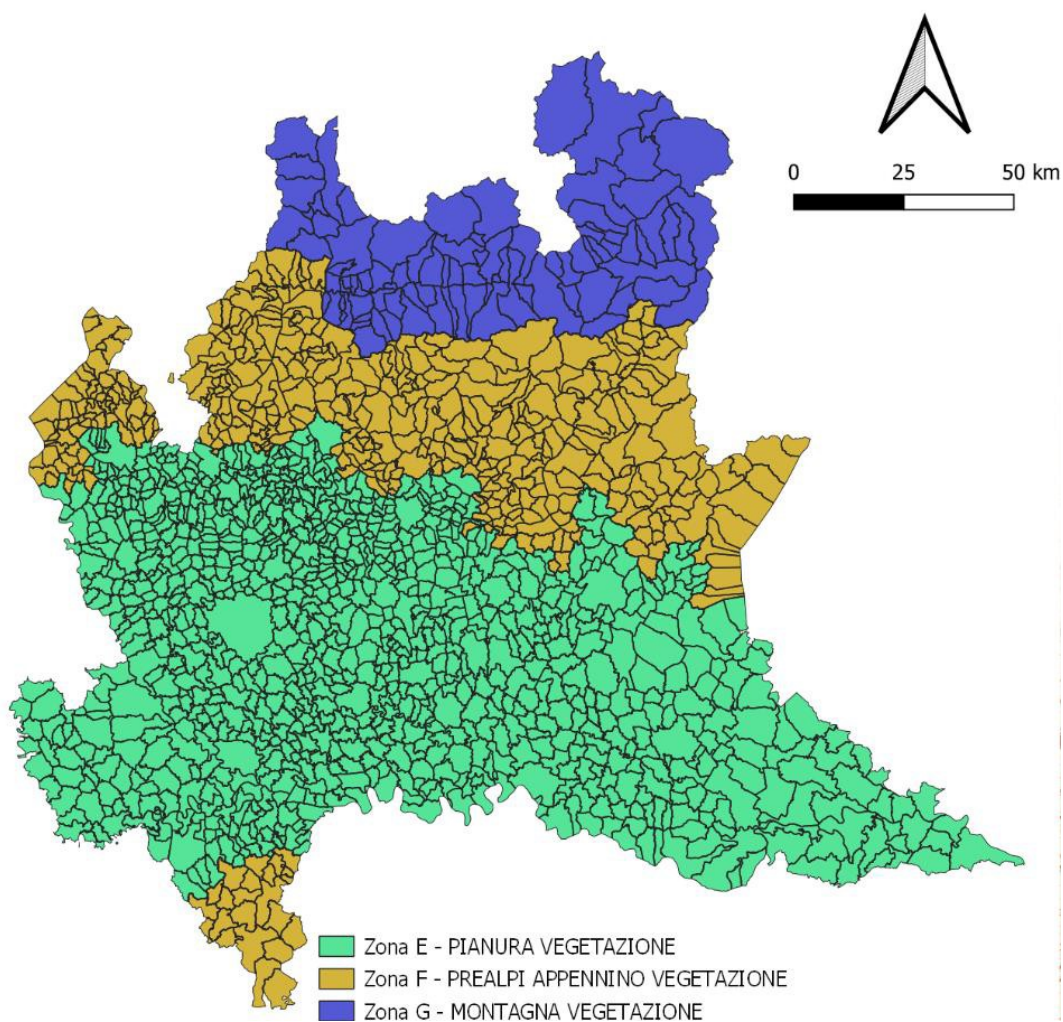 0 25 50 km
Zona E - PIANURA VEGETAZIONE
Zona F - PREALPI APPENNINO VEGETAZIONE
Zona G - MONTAGNA VEGETAZIONE